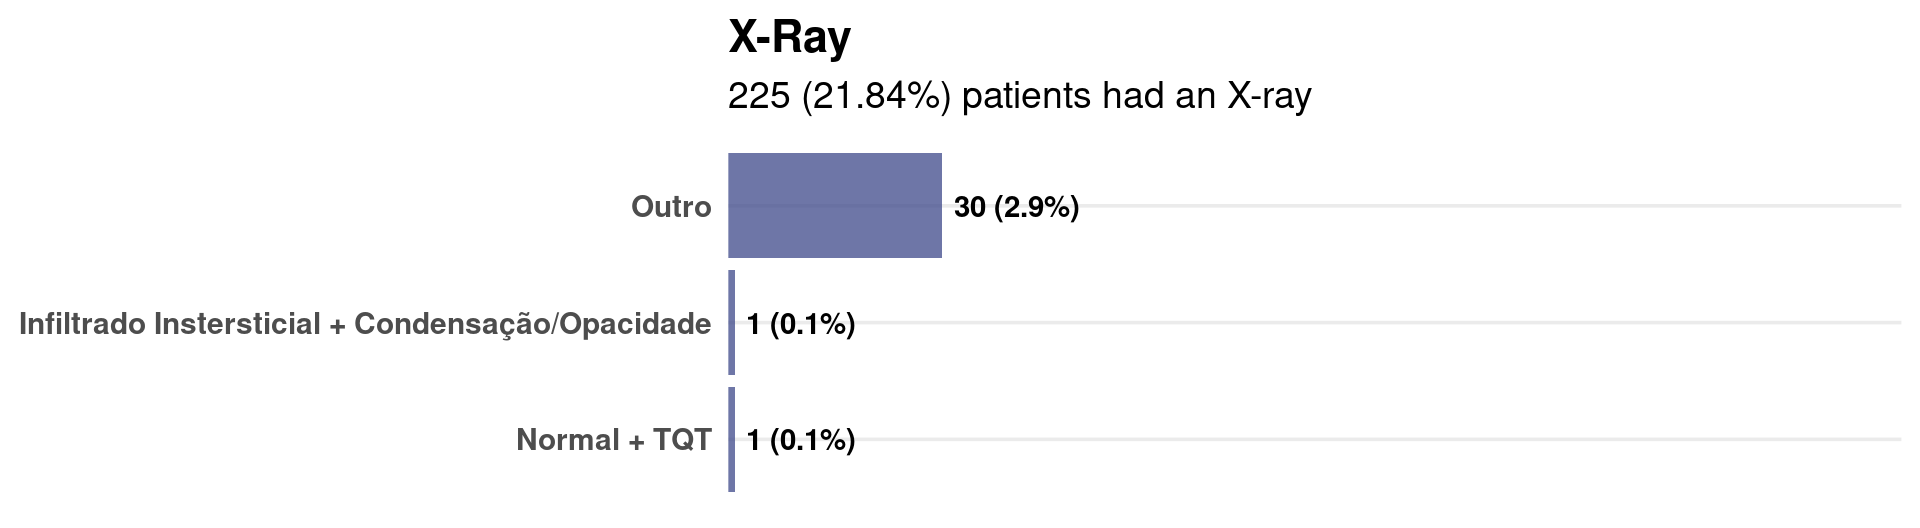 X-Ray
225 (21.84%) patients had an X-ray
Outro 30 (2.9%)
Infiltrado Instersticial + Condensação/Opacidade 1 (0.1%)
Normal + TQT 1 (0.1%)